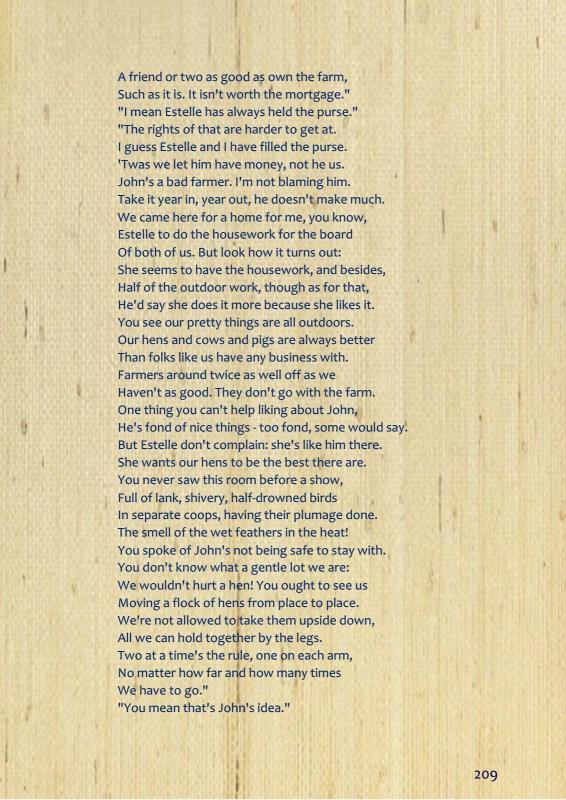 A friend or two as good as own the farm,
Such as it is. It isn't worth the mortgage."
"I mean Estelle has always held the purse."
"The rights of that are harder to get at.
I guess Estelle and I have filled the purse.
'Twas we let him have money, not he us.
John's a bad farmer. I'm not blaming him.
Take it year in, year out, he doesn't make much.
We came here for a home for me, you know,
Estelle to do the housework for the board
Of both of us. But look how it turns out:
She seems to have the housework, and besides,
Half of the outdoor work, though as for that,
He'd say she does it more because she likes it.
You see our pretty things are all outdoors.
Our hens and cows and pigs are always better
Than folks like us have any business with.
Farmers around twice as well off as we
Haven't as good. They don't go with the farm.
One thing you can't help liking about John,
He's fond of nice things - too fond, some would say.
But Estelle don't complain: she's like him there.
She wants our hens to be the best there are.
You never saw this room before a show,
Full of lank, shivery, half-drowned birds
In separate coops, having their plumage done.
The smell of the wet feathers in the heat!
You spoke of John's not being safe to stay with.
You don't know what a gentle lot we are:
We wouldn't hurt a hen! You ought to see us
Moving a flock of hens from place to place.
We're not allowed to take them upside down,
All we can hold together by the legs.
Two at a time's the rule, one on each arm,
No matter how far and how many times
We have to go."
"You mean that's John's idea."
209